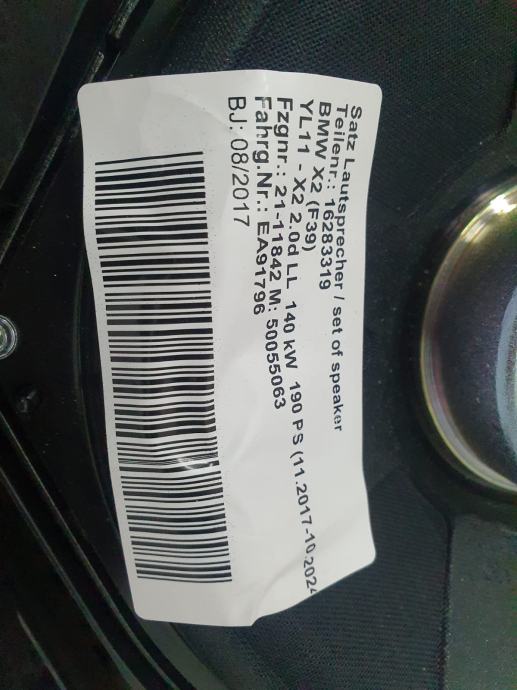 Satz Lautsprecher / set of speaker
Teilenr.: 16283319
BMW X2 (F39)
YL11 - X2 2.0d LL 140 kW 190 PS (11.2017-10.2024
Fzgnr.: 21-11842 M: 50055063
Fahrg.Nr.: EA91796
BJ: 08/2017